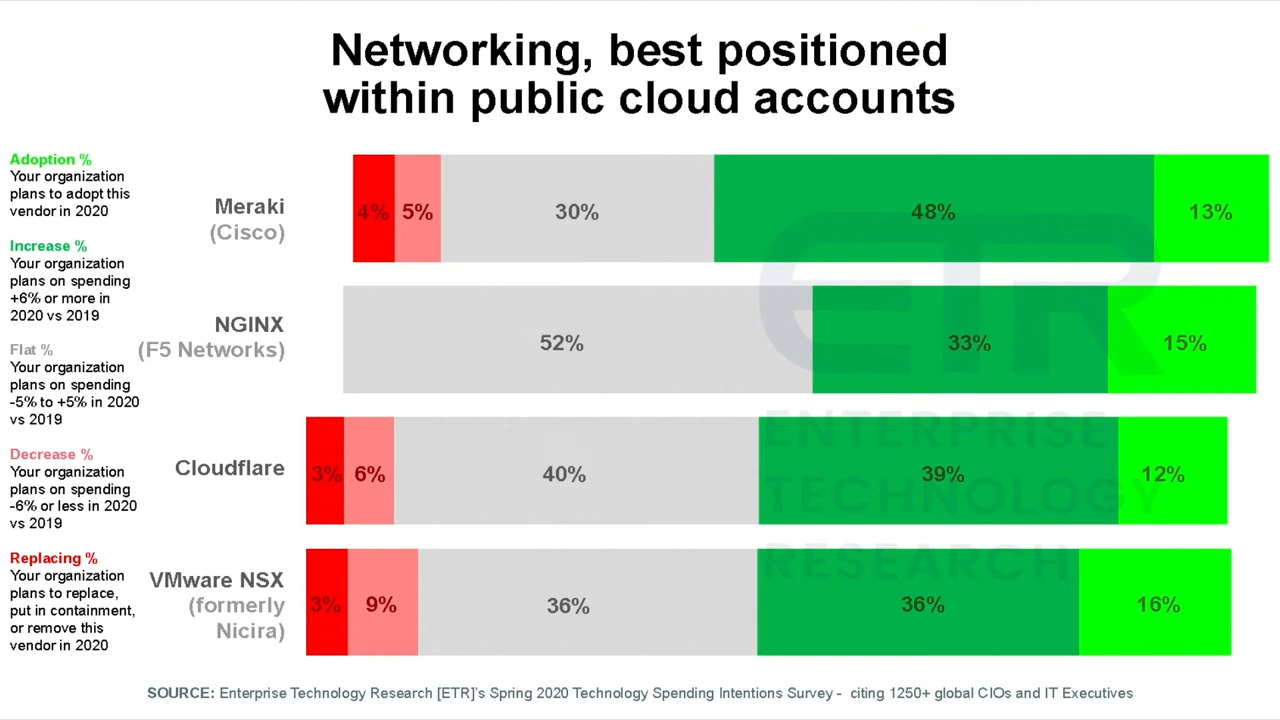 Networking, best positioned
within public cloud accounts
Adoption %
Your organization
plans to adopt this
vendor in 2020
Increase %
Your organization
plans on spending
+6% or more in
2020 vs 2019
Flat %
Your organization
plans on spending
-5% to +5% in 2020
vs 2019
Decrease %
Your organization
plans on spending
-6% or less in 2020
vs 2019
Replacing %
Your organization
plans to replace,
put in containment,
or remove this
vendor in 2020
Meraki
(Cisco)
4% 5% 30% 48% 13%
NGINX
(F5 Networks)
52% 33% 15%
Cloudflare
3% 6% 40% 39% 12%
VMware NSX
(formerly
Nicira)
3% 9% 36% 36% 16%
ETR
ENTERPRISE
TECHNOLOGY
RESEARCH
SOURCE: Enterprise Technology Research [ETR]'s Spring 2020 Technology Spending Intentions Survey - citing 1250+ global CIOs and IT Executives